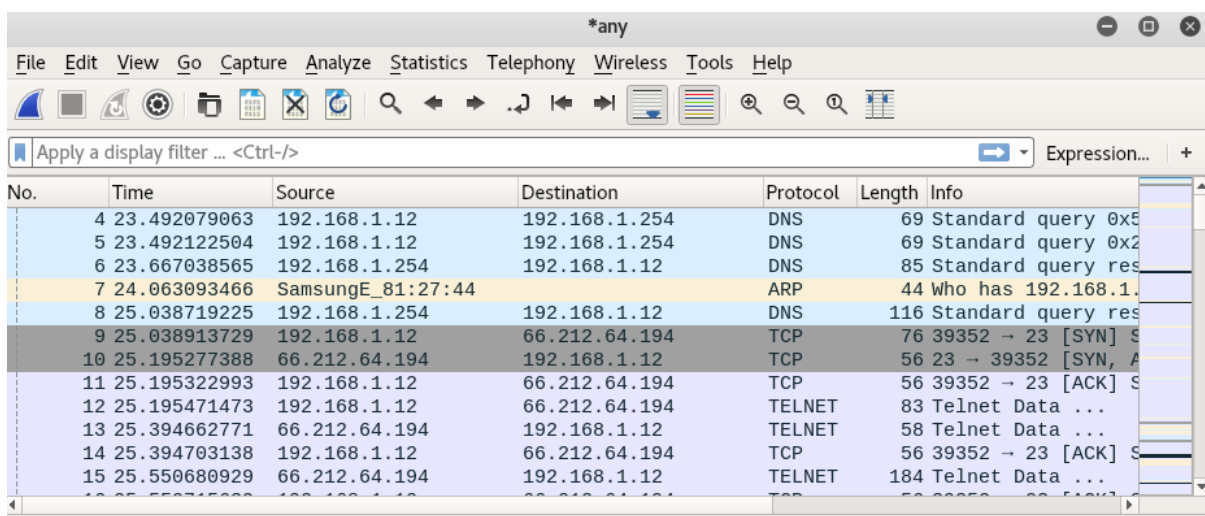 *any
File Edit View Go Capture Analyze Statistics Telephony Wireless Tools Help
Apply a display filter ... <Ctrl-/> Expression... +
No. Time Source Destination Protocol Length Info
4 23.492079063 192.168.1.12 192.168.1.254 DNS 69 Standard query 0x5
5 23.492122504 192.168.1.12 192.168.1.254 DNS 69 Standard query 0x2
6 23.667038565 192.168.1.254 192.168.1.12 DNS 85 Standard query res
7 24.063093466 SamsungE_81:27:44 ARP 44 Who has 192.168.1.
8 25.038719225 192.168.1.254 192.168.1.12 DNS 116 Standard query res
9 25.038913729 192.168.1.12 66.212.64.194 TCP 76 39352 → 23 [SYN] S
10 25.195277388 66.212.64.194 192.168.1.12 TCP 56 23 → 39352 [SYN, A
11 25.195322993 192.168.1.12 66.212.64.194 TCP 56 39352 → 23 [ACK] S
12 25.195471473 192.168.1.12 66.212.64.194 TELNET 83 Telnet Data ...
13 25.394662771 66.212.64.194 192.168.1.12 TELNET 58 Telnet Data ...
14 25.394703138 192.168.1.12 66.212.64.194 TCP 56 39352 → 23 [ACK] S
15 25.550680929 66.212.64.194 192.168.1.12 TELNET 184 Telnet Data ...